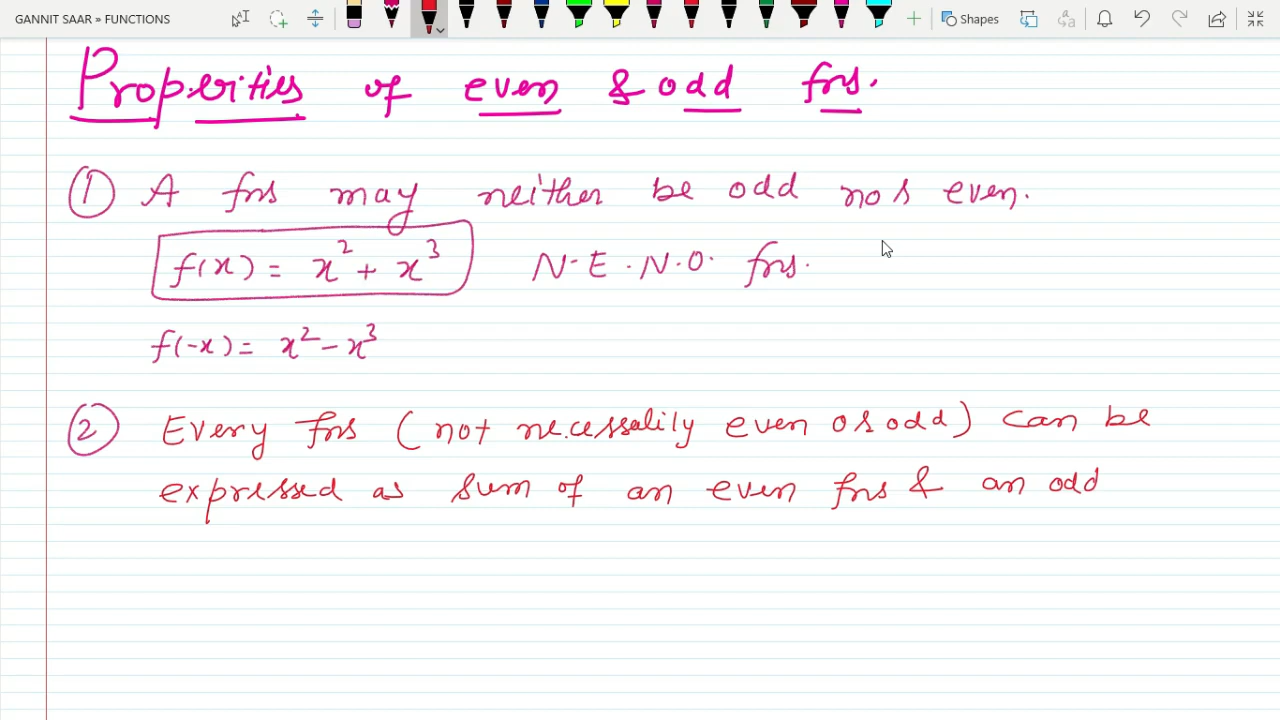 GANNIT SAAR » FUNCTIONS
Shapes
Properities of even & odd fns.
① A fns may neither be odd nor even.
f(x) = x² + x³ N.E.N.O. fns.
f(-x) = x² - x³
② Every fns (not necessarily even or odd) can be
expressed as sum of an even fns & an odd